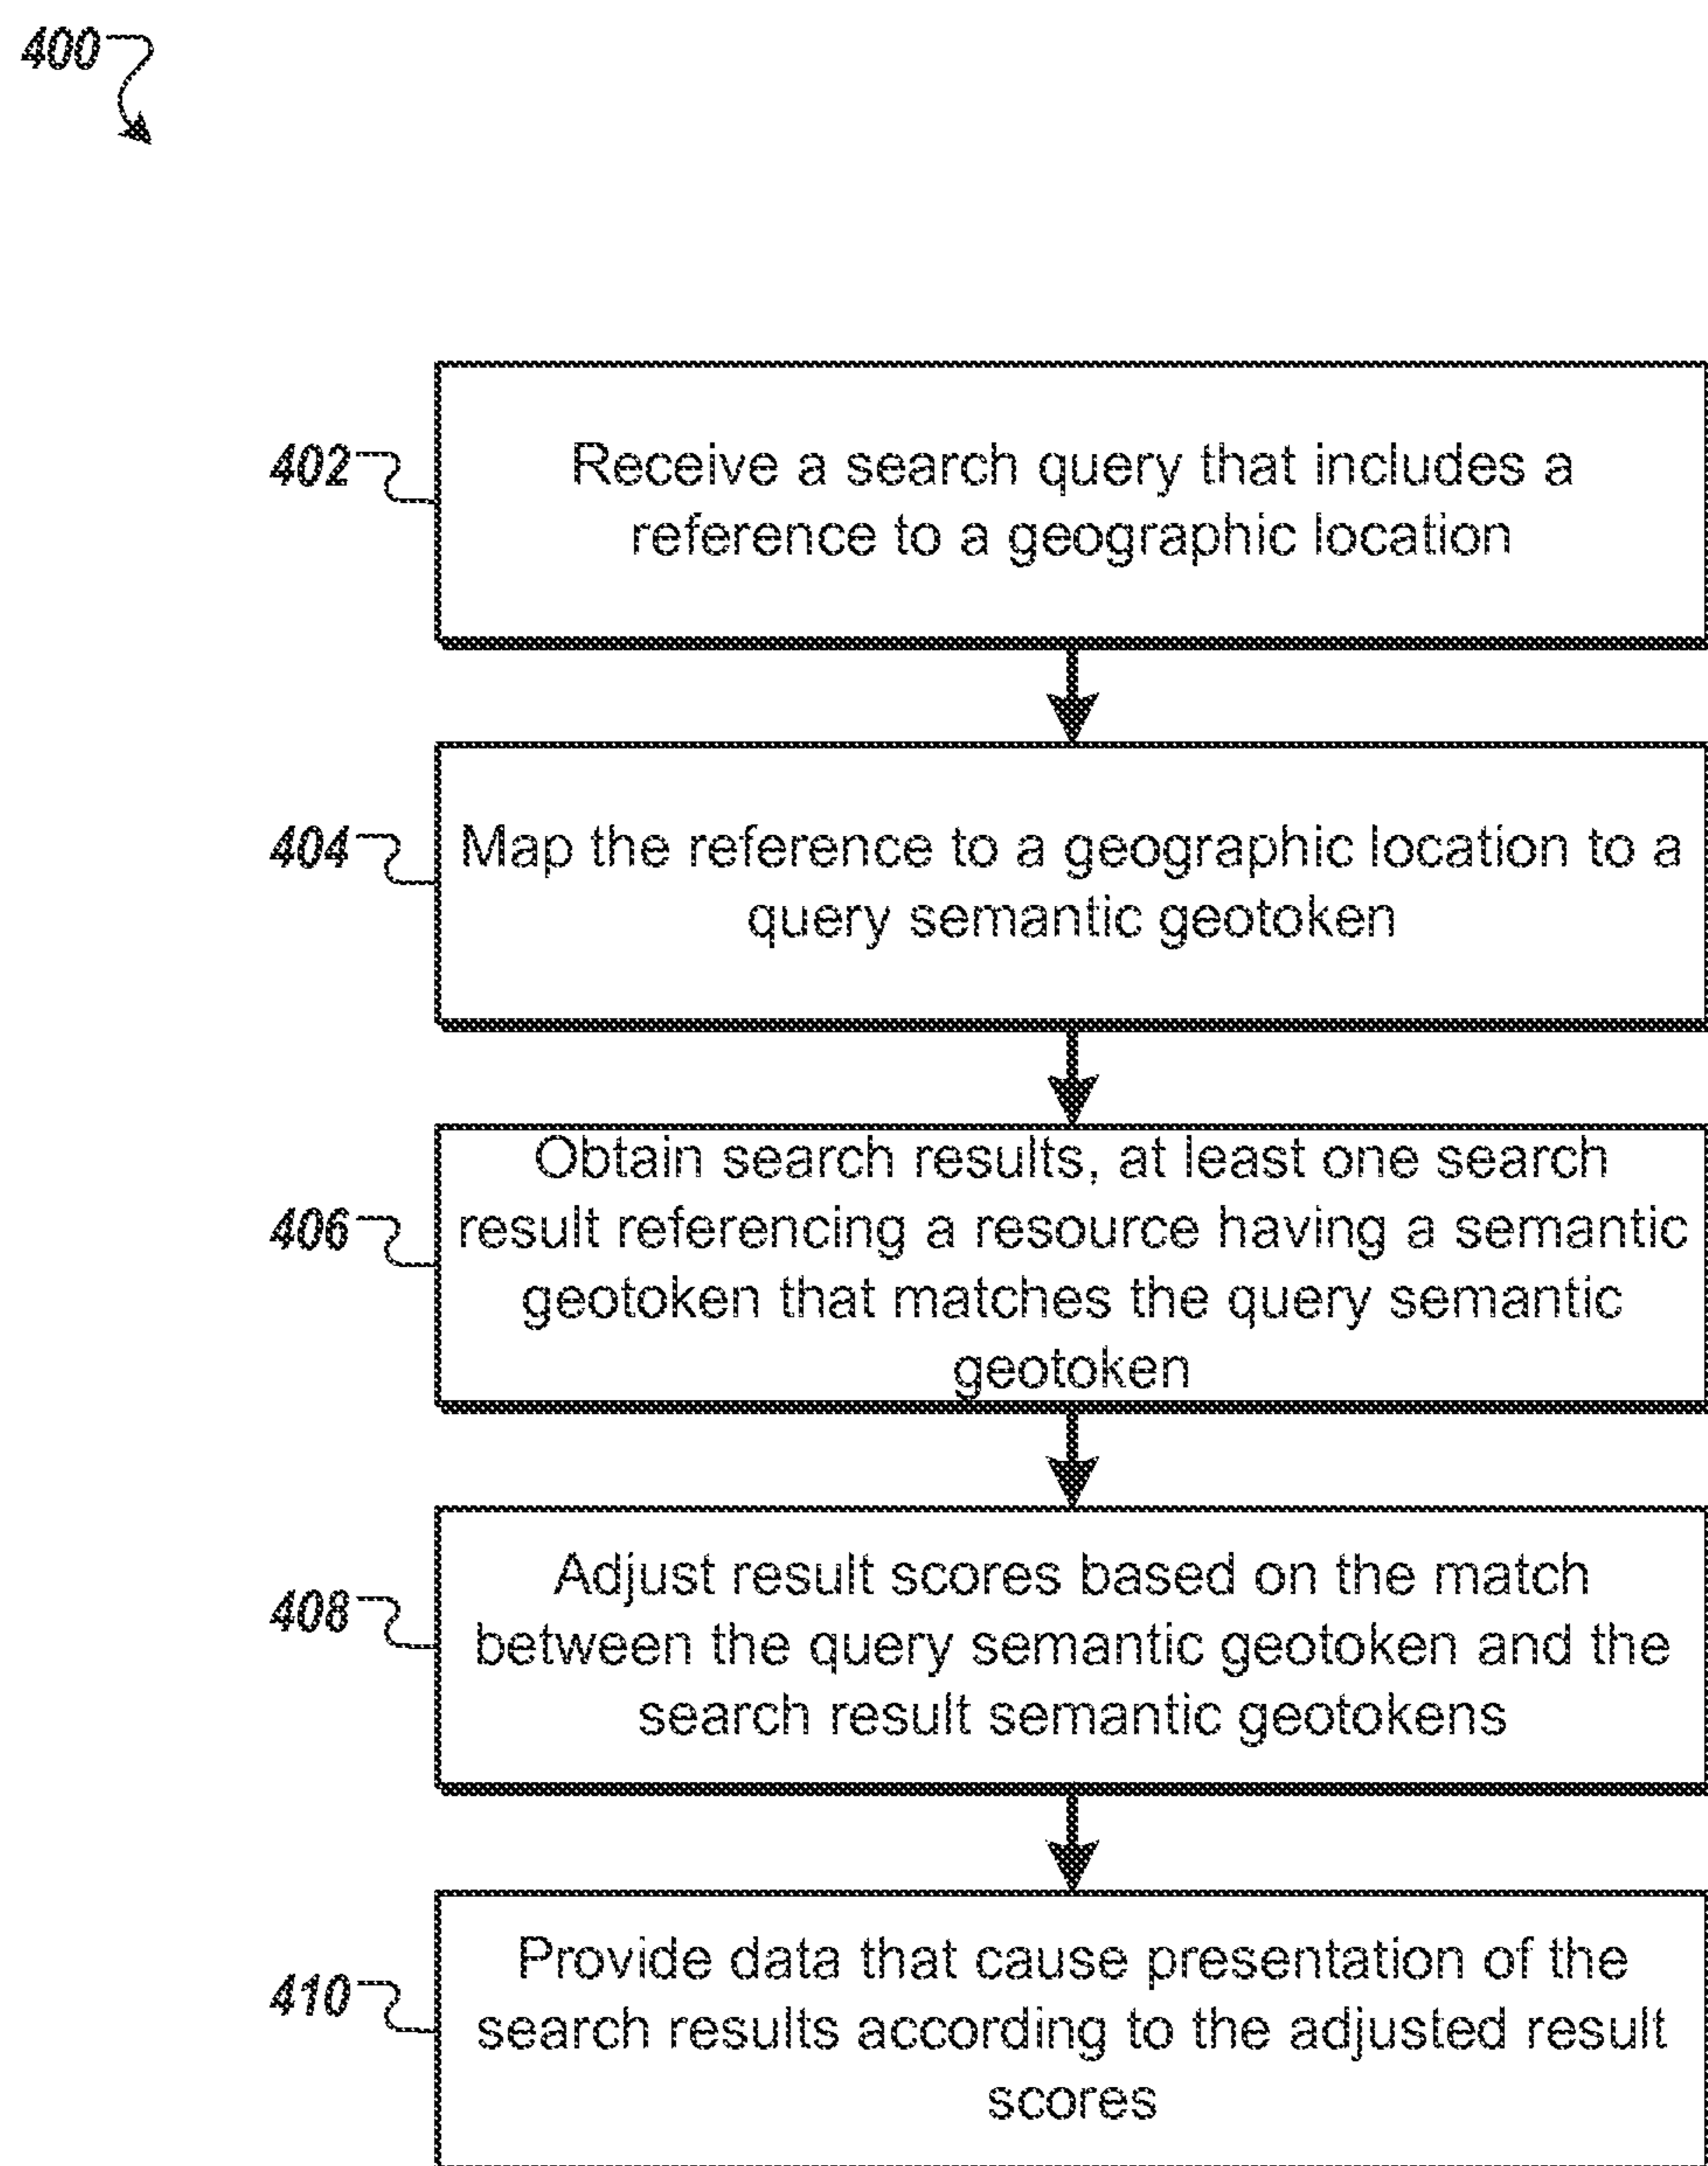 400
402
Receive a search query that includes a
reference to a geographic location
404
Map the reference to a geographic location to a
query semantic geotoken
406
Obtain search results, at least one search
result referencing a resource having a semantic
geotoken that matches the query semantic
geotoken
408
Adjust result scores based on the match
between the query semantic geotoken and the
search result semantic geotokens
410
Provide data that cause presentation of the
search results according to the adjusted result
scores